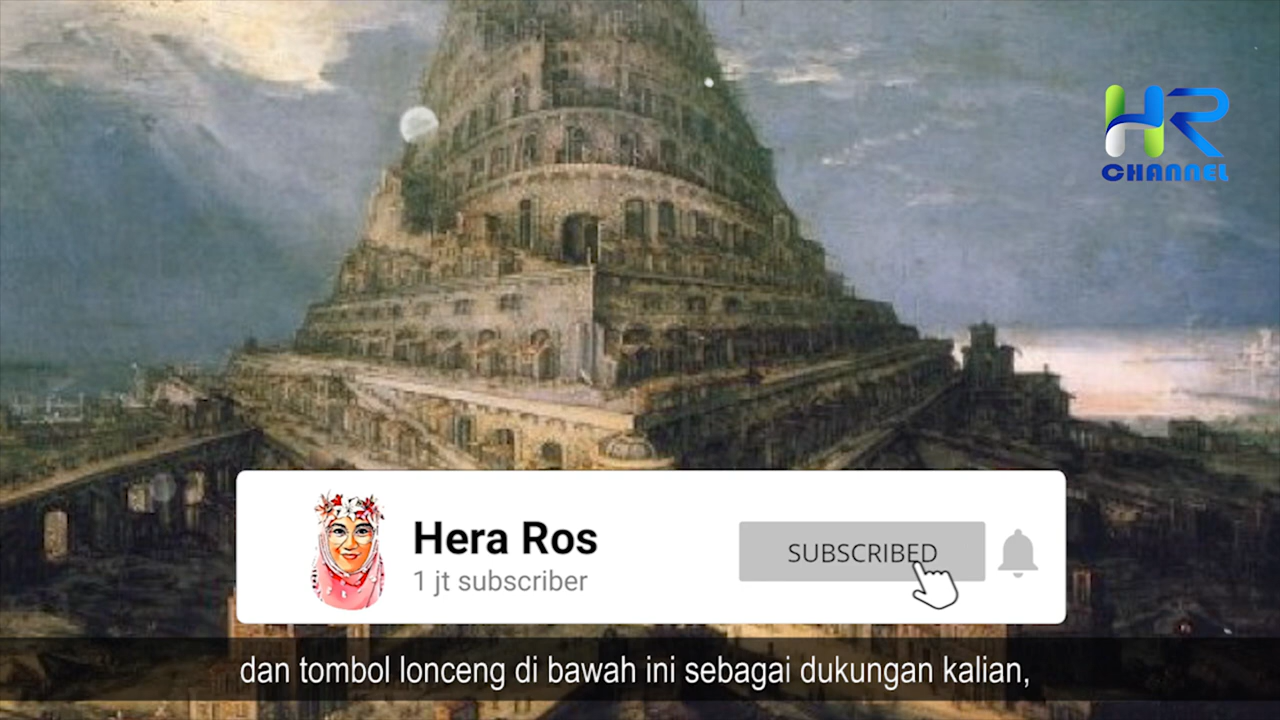 HR
CHANNEL
Hera Ros
1 jt subscriber
SUBSCRIBED
dan tombol lonceng di bawah ini sebagai dukungan kalian,